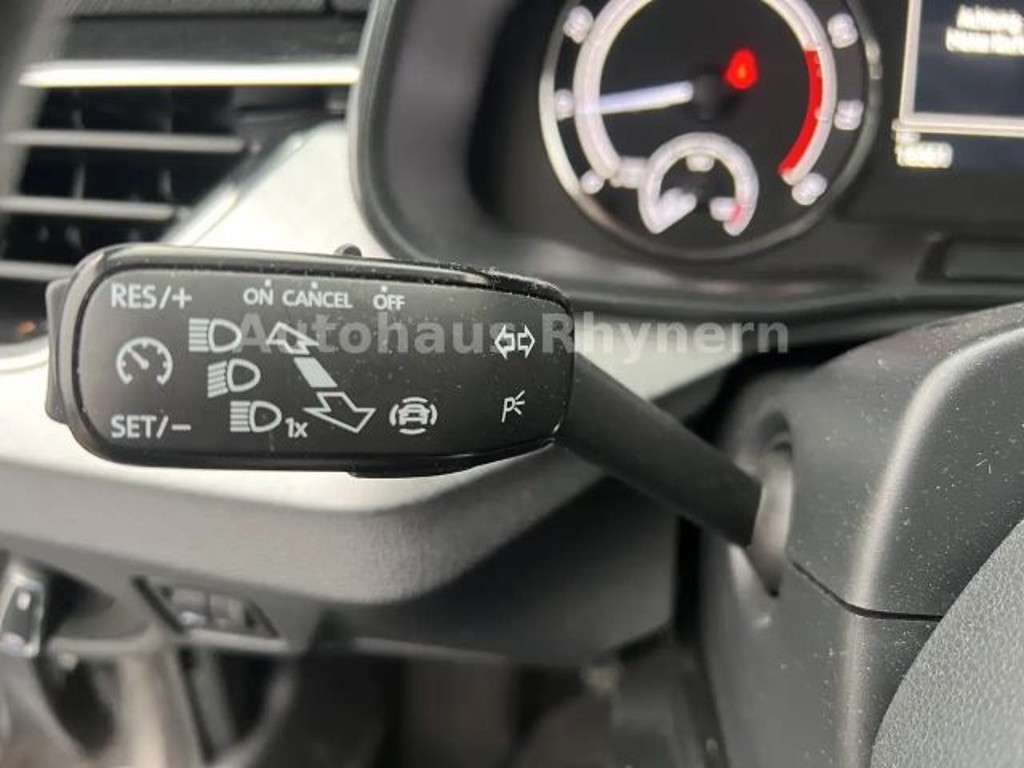 RES/+
ON CANCEL OFF
Autohaus Rhynern
1x
SET/−